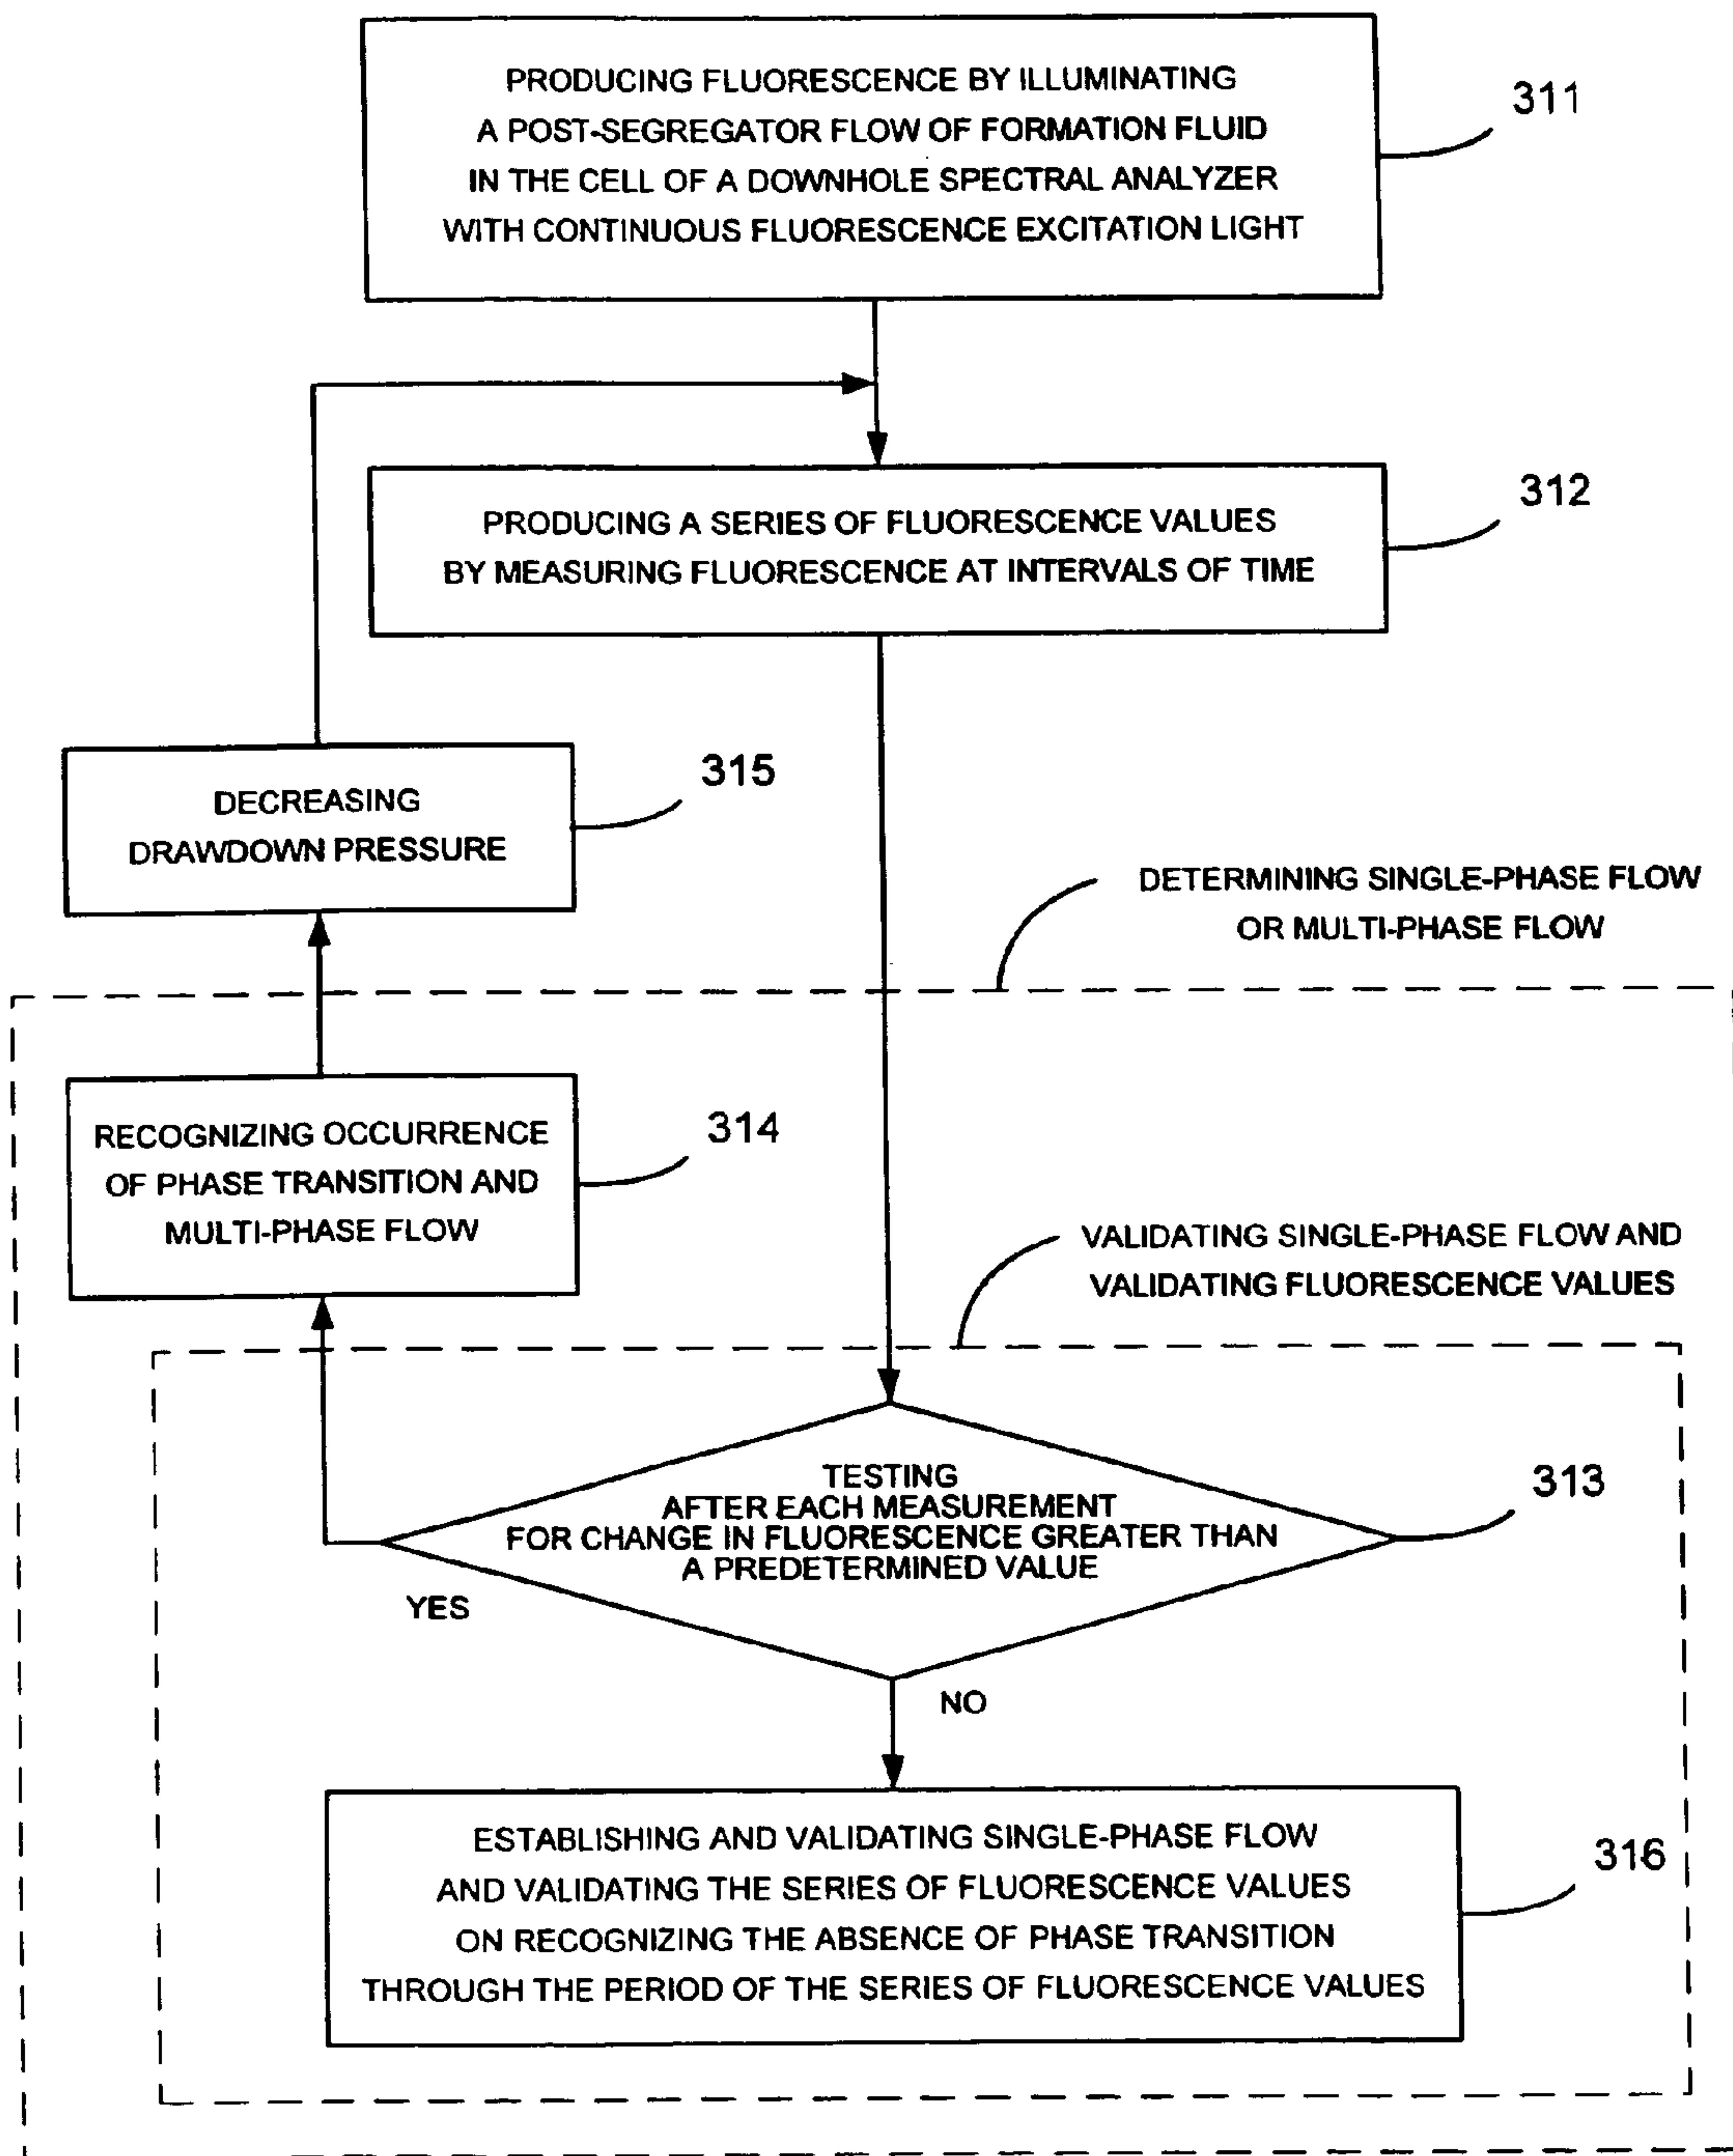 PRODUCING FLUORESCENCE BY ILLUMINATING
A POST-SEGREGATOR FLOW OF FORMATION FLUID
IN THE CELL OF A DOWNHOLE SPECTRAL ANALYZER
WITH CONTINUOUS FLUORESCENCE EXCITATION LIGHT
311
PRODUCING A SERIES OF FLUORESCENCE VALUES
BY MEASURING FLUORESCENCE AT INTERVALS OF TIME
312
DECREASING
DRAWDOWN PRESSURE
315
DETERMINING SINGLE-PHASE FLOW
OR MULTI-PHASE FLOW
RECOGNIZING OCCURRENCE
OF PHASE TRANSITION AND
MULTI-PHASE FLOW
314
VALIDATING SINGLE-PHASE FLOW AND
VALIDATING FLUORESCENCE VALUES
TESTING
AFTER EACH MEASUREMENT
FOR CHANGE IN FLUORESCENCE GREATER THAN
A PREDETERMINED VALUE
313
YES
NO
ESTABLISHING AND VALIDATING SINGLE-PHASE FLOW
AND VALIDATING THE SERIES OF FLUORESCENCE VALUES
ON RECOGNIZING THE ABSENCE OF PHASE TRANSITION
THROUGH THE PERIOD OF THE SERIES OF FLUORESCENCE VALUES
316